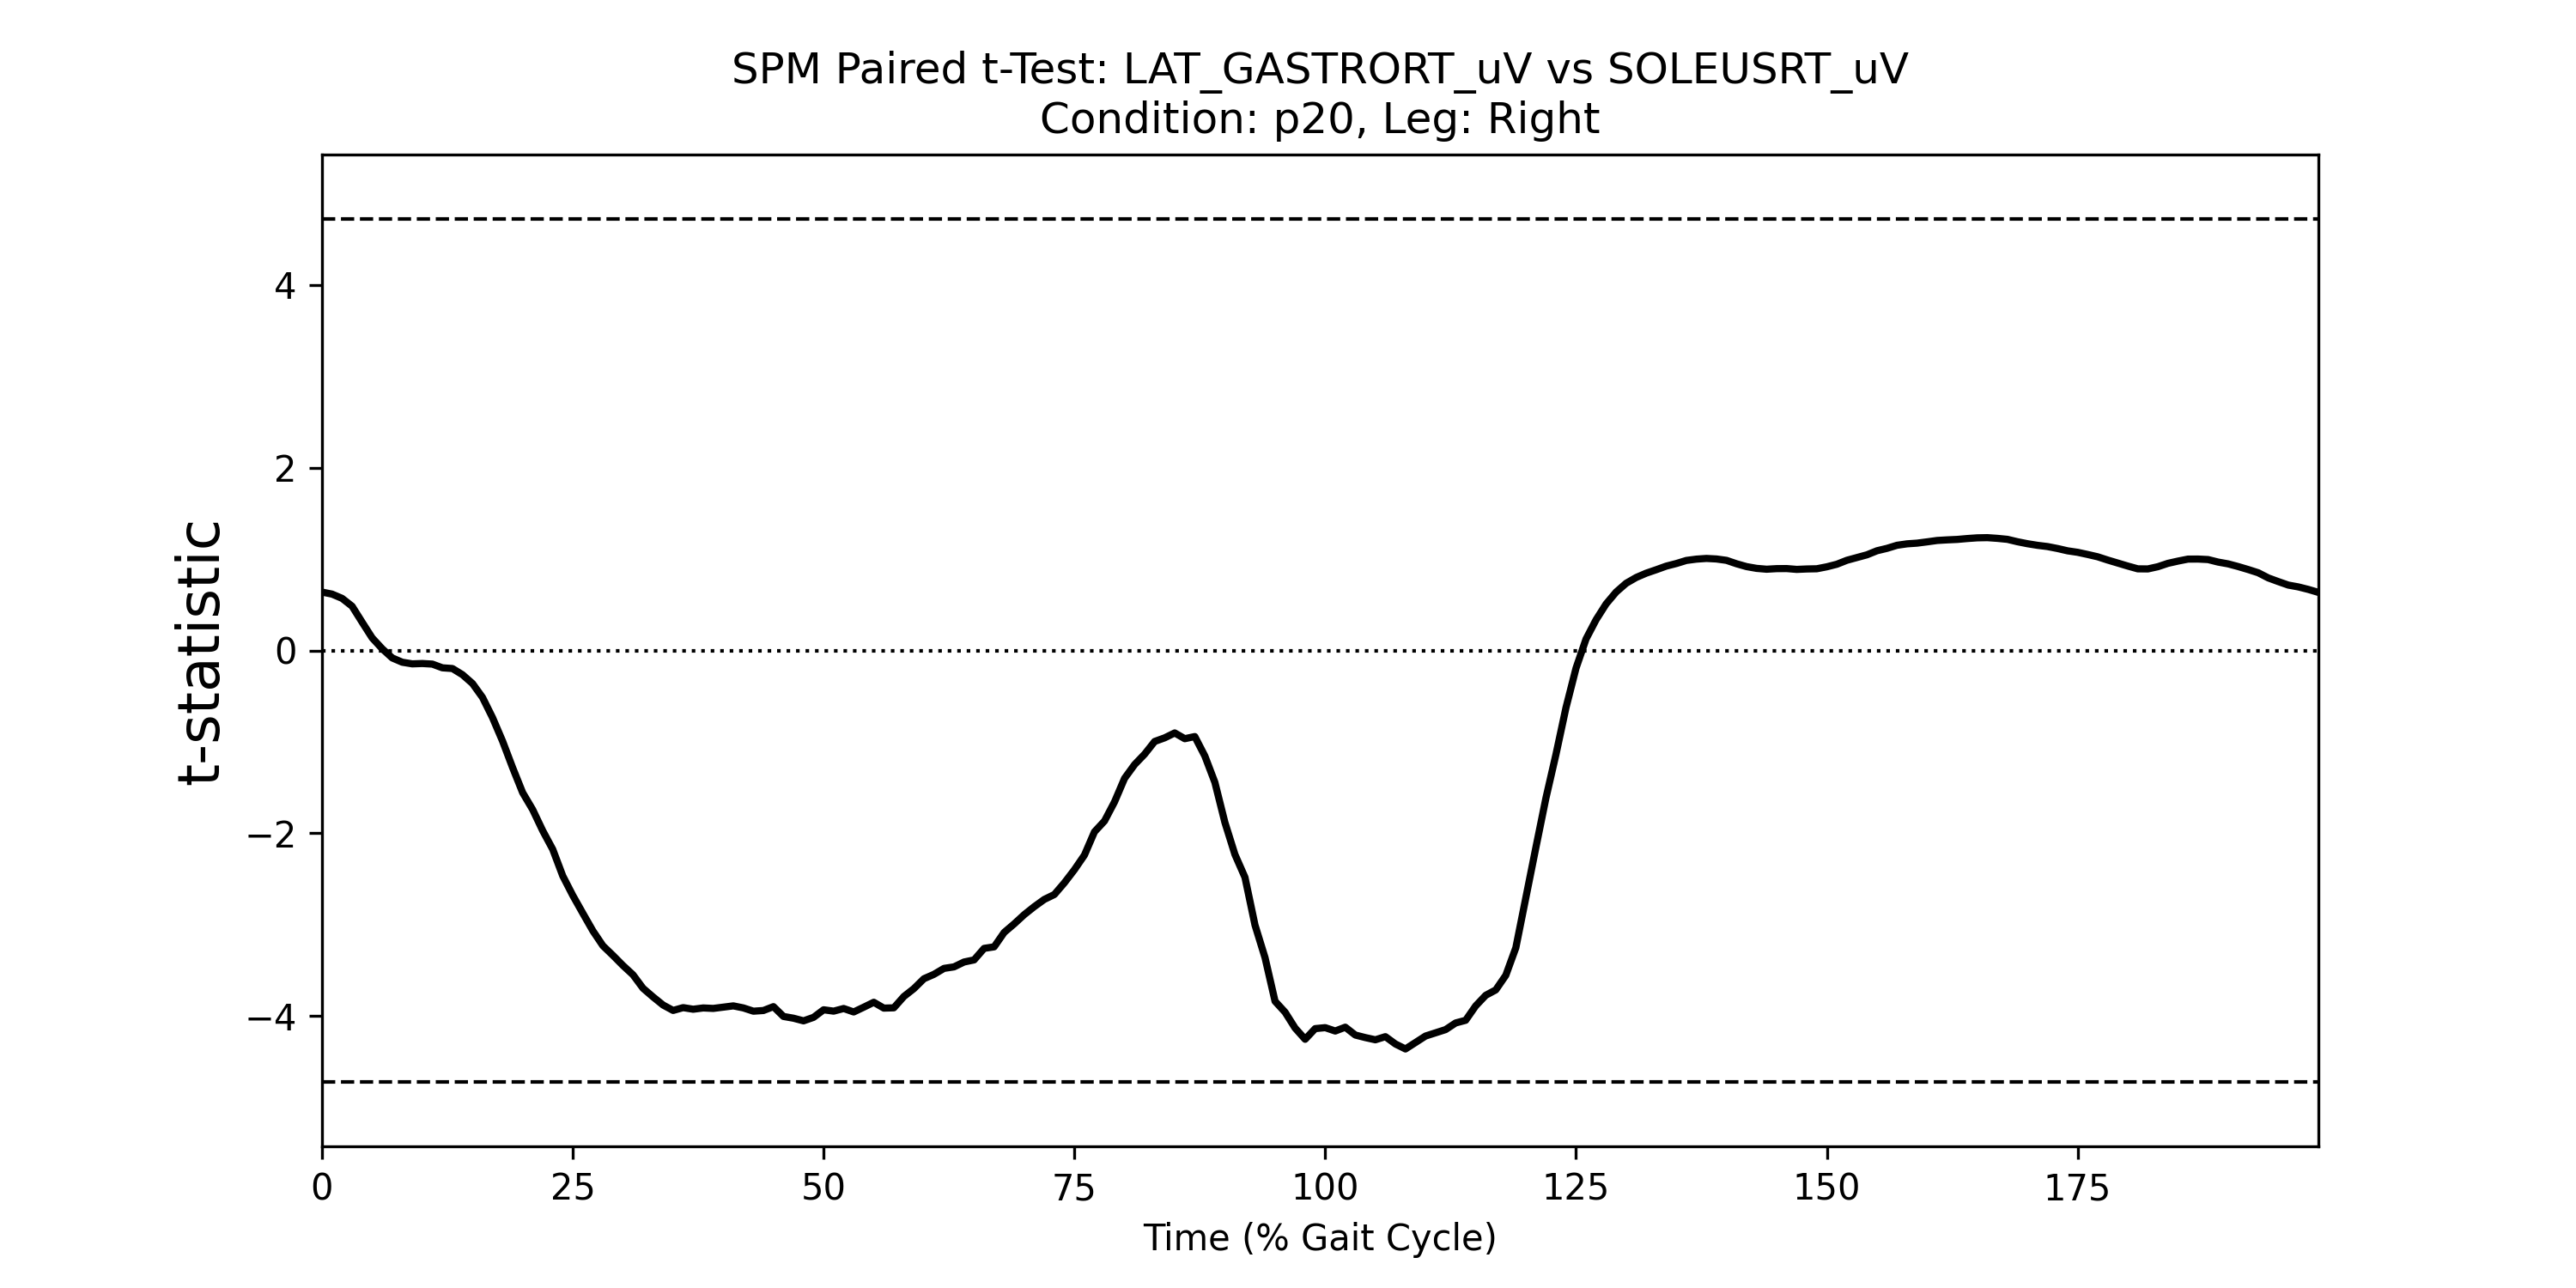 SPM Paired t-Test: LAT_GASTRORT_uV vs SOLEUSRT_uV
Condition: p20, Leg: Right
t-statistic
4
2
0
−2
−4
0 25 50 75 100 125 150 175
Time (% Gait Cycle)